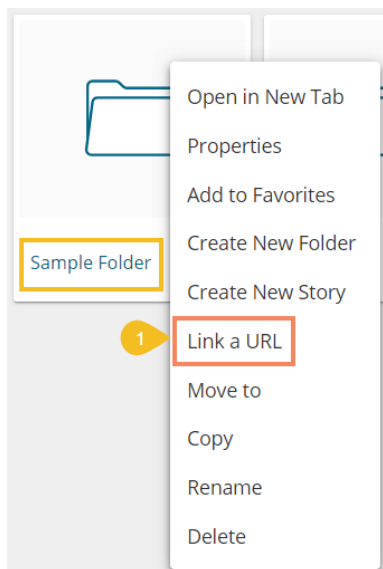 Open in New Tab
Properties
Add to Favorites
Create New Folder
Sample Folder
Create New Story
1
Link a URL
Move to
Copy
Rename
Delete